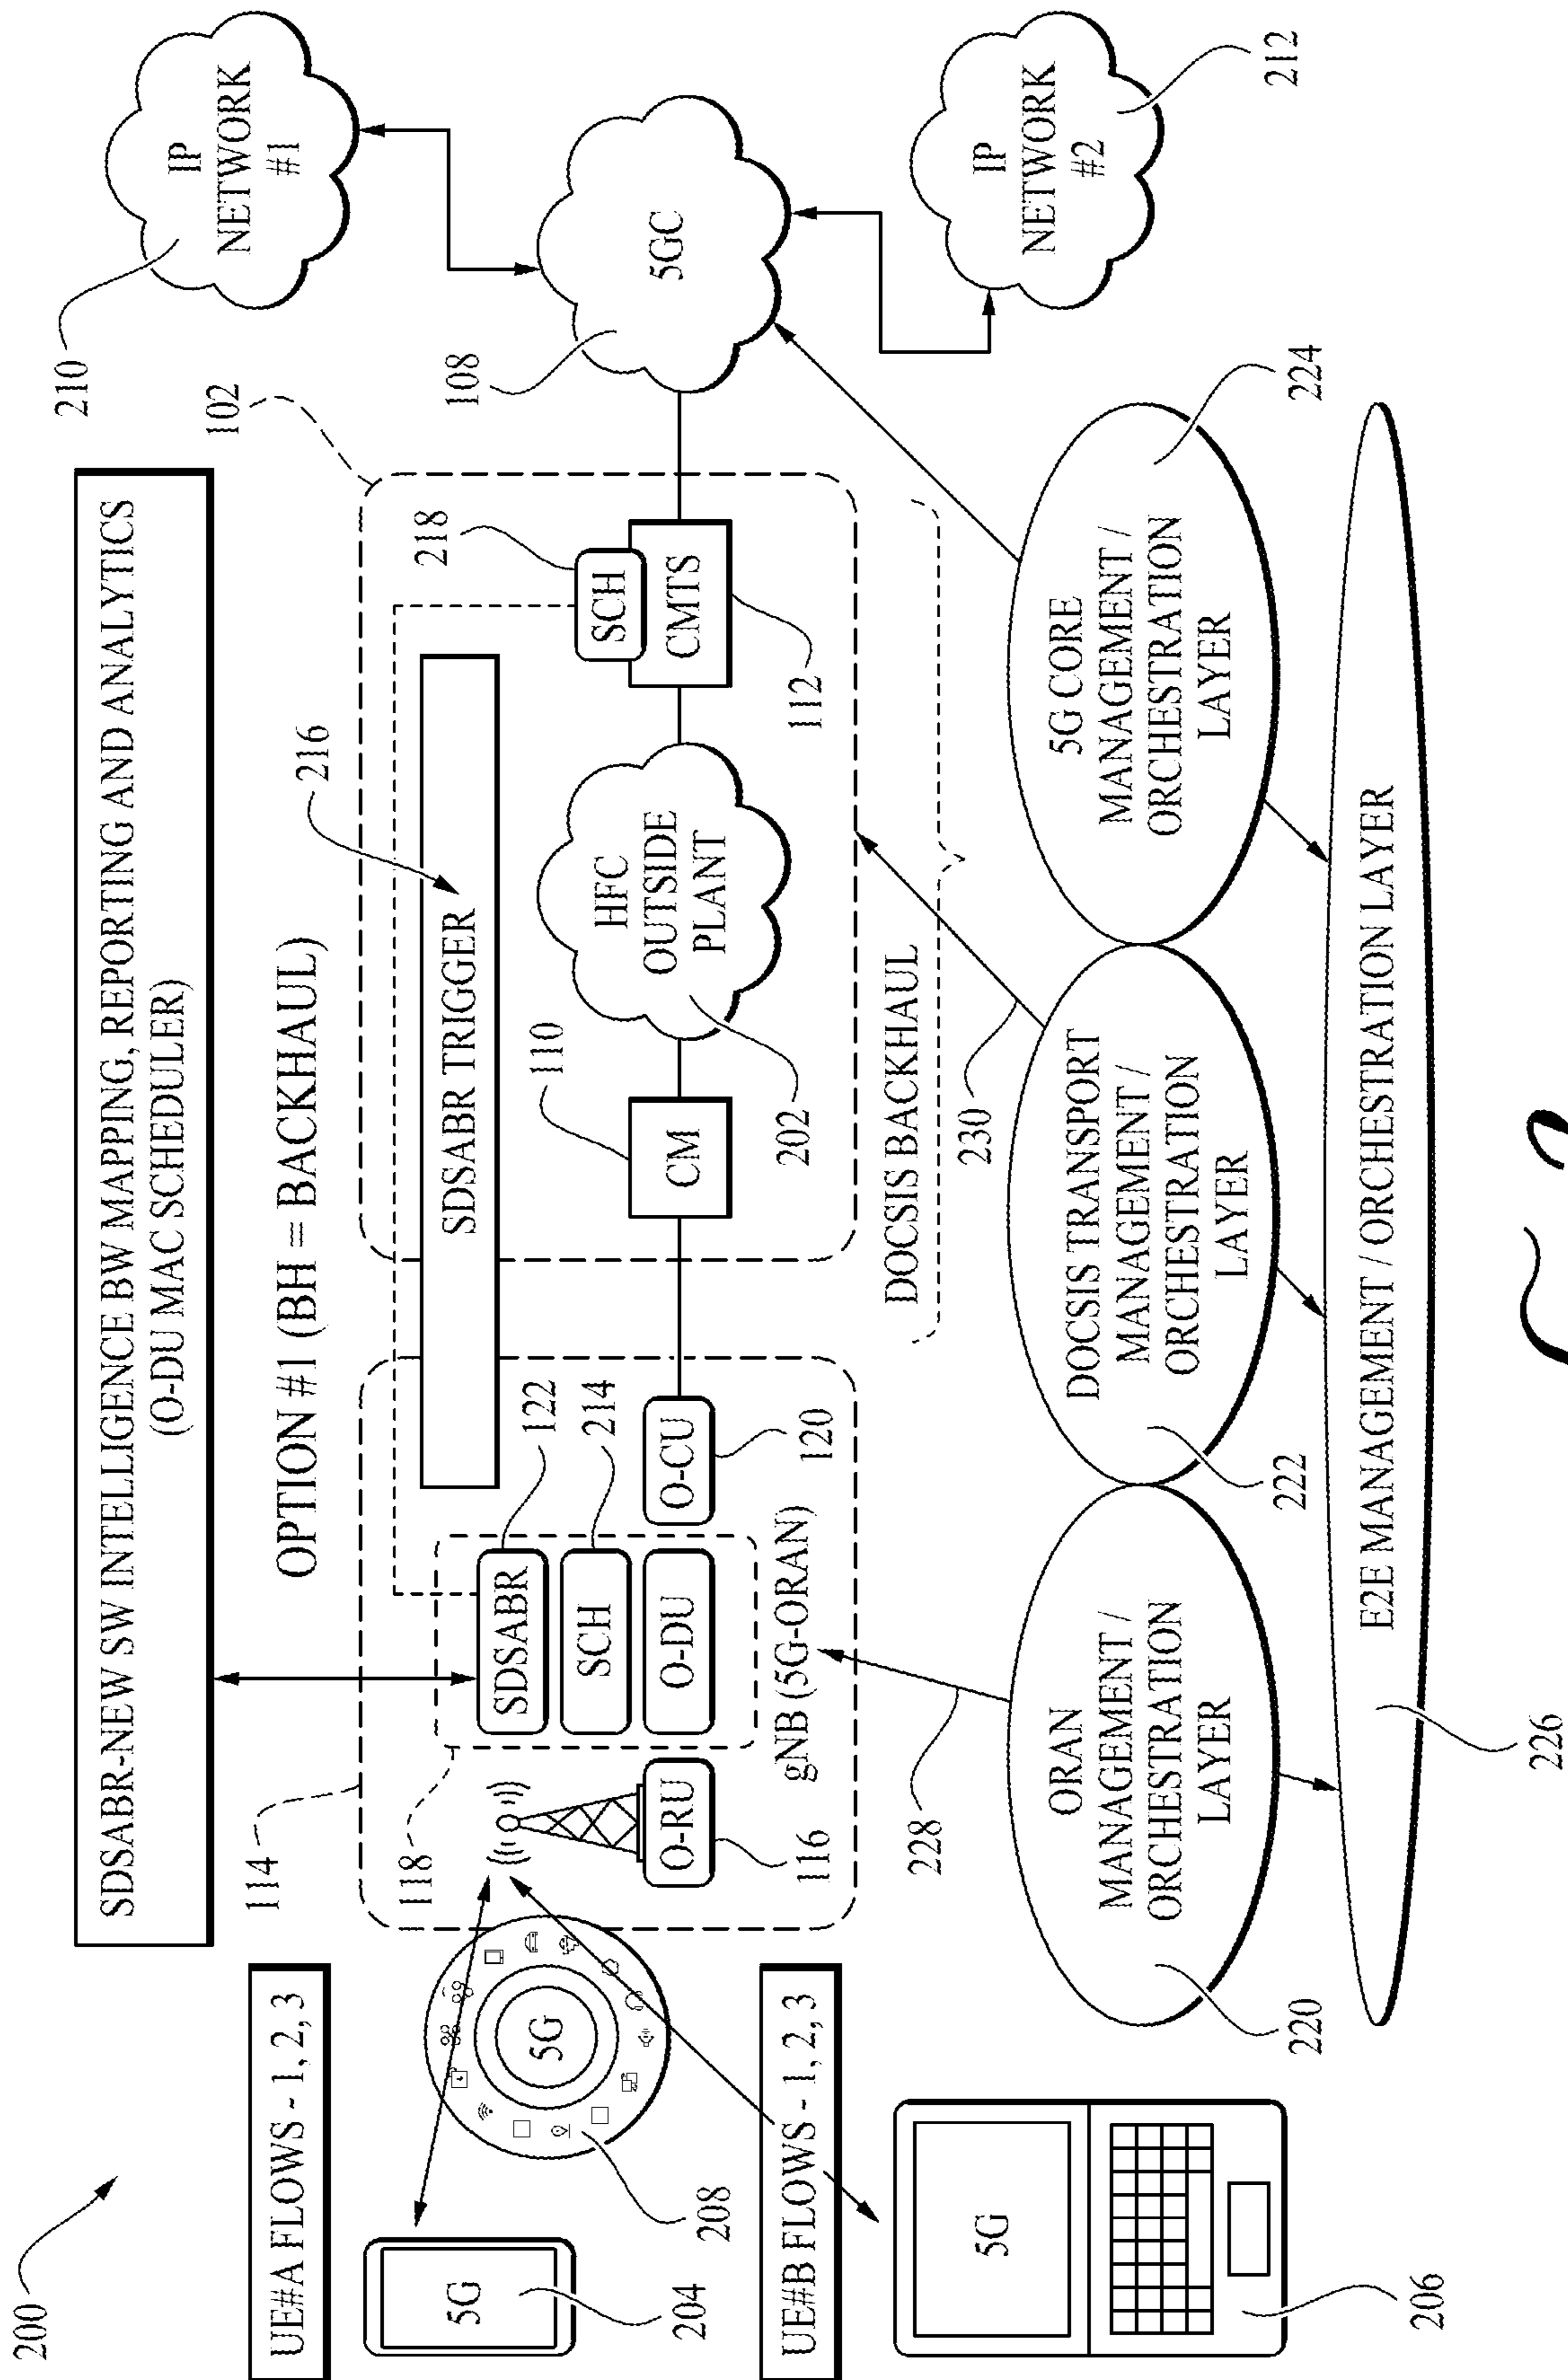 200
SDSABR-NEW SW INTELLIGENCE BW MAPPING, REPORTING AND ANALYTICS
(O-DU MAC SCHEDULER)
210
IP
NETWORK
#1
UE#A FLOWS - 1, 2, 3
114
OPTION #1 (BH = BACKHAUL)
102
118
122
214
SDSABR TRIGGER
216
218
108
5G
204
5G
208
SDSABR
SCH
O-DU
O-RU
116
O-CU
120
gNB (5G-ORAN)
110
CM
HFC
OUTSIDE
PLANT
202
SCH
CMTS
112
5GC
UE#B FLOWS - 1, 2, 3
DOCSIS BACKHAUL
228
230
IP
NETWORK
#2
212
5G
206
ORAN
MANAGEMENT /
ORCHESTRATION
LAYER
220
DOCSIS TRANSPORT
MANAGEMENT /
ORCHESTRATION
LAYER
222
5G CORE
MANAGEMENT /
ORCHESTRATION
LAYER
224
E2E MANAGEMENT / ORCHESTRATION LAYER
226